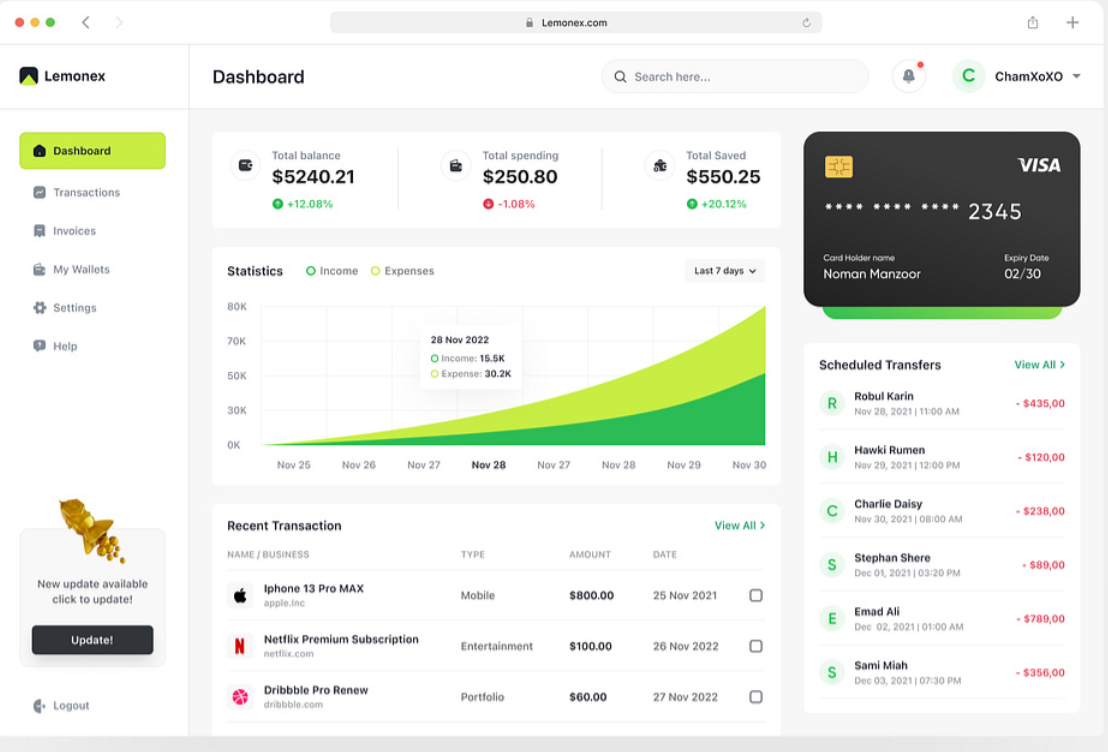 Lemonex.com
Lemonex
Dashboard
Search here...
C
ChamXoXO
Dashboard
Transactions
Invoices
My Wallets
Settings
Help
New update available
click to update!
Update!
Logout
Total balance
$5240.21
+12.08%
Total spending
$250.80
-1.08%
Total Saved
$550.25
+20.12%
Statistics
Income
Expenses
Last 7 days
80K
70K
50K
30K
0K
28 Nov 2022
Income: 15.5K
Expense: 30.2K
Nov 25 Nov 26 Nov 27 Nov 28 Nov 27 Nov 28 Nov 29 Nov 30
Recent Transaction
View All >
NAME / BUSINESS TYPE AMOUNT DATE
Iphone 13 Pro MAX
apple.Inc
Mobile $800.00 25 Nov 2021
N
Netflix Premium Subscription
netflix.com
Entertainment $100.00 26 Nov 2022
Dribbble Pro Renew
dribbble.com
Portfolio $60.00 27 Nov 2022
VISA
**** **** **** 2345
Card Holder name
Noman Manzoor
Expiry Date
02/30
Scheduled Transfers
View All >
R
Robul Karin
Nov 28, 2021 | 11:00 AM
- $435,00
H
Hawki Rumen
Nov 29, 2021 | 12:00 PM
- $120,00
C
Charlie Daisy
Nov 30, 2021 | 08:00 AM
- $238,00
S
Stephan Shere
Dec 01, 2021 | 03:20 PM
- $89,00
E
Emad Ali
Dec 02, 2021 | 01:00 AM
- $789,00
S
Sami Miah
Dec 03, 2021 | 07:30 PM
- $356,00